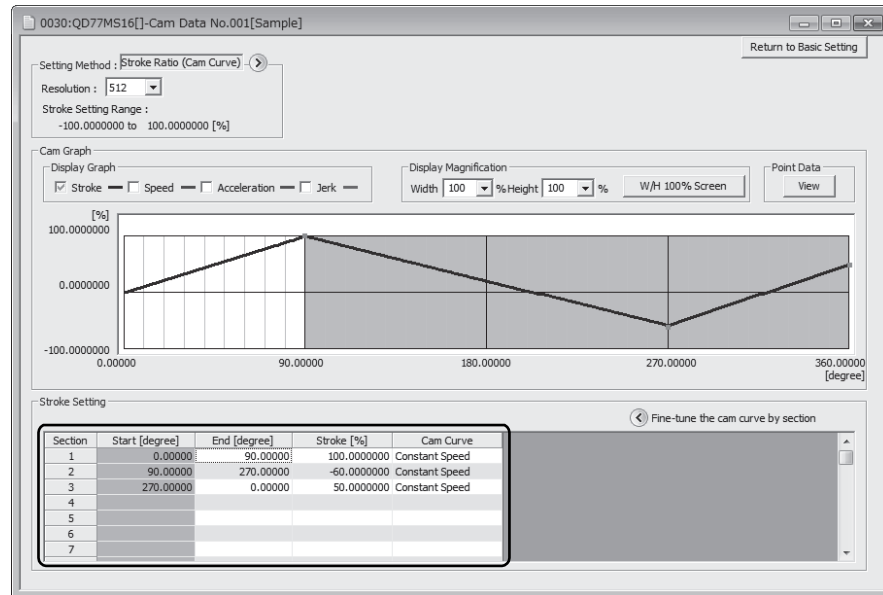 0030:QD77MS16[]-Cam Data No.001[Sample]
Return to Basic Setting
Setting Method : Stroke Ratio (Cam Curve)
Resolution : 512
Stroke Setting Range :
-100.0000000 to 100.0000000 [%]
Cam Graph
Display Graph
Stroke Speed Acceleration Jerk
Display Magnification
Width 100 % Height 100 % W/H 100% Screen
Point Data
View
[%]
100.0000000
0.0000000
-100.0000000
0.00000 90.00000 180.00000 270.00000 360.00000
[degree]
Stroke Setting
Fine-tune the cam curve by section
Section Start [degree] End [degree] Stroke [%] Cam Curve
1 0.00000 90.00000 100.0000000 Constant Speed
2 90.00000 270.00000 -60.0000000 Constant Speed
3 270.00000 0.00000 50.0000000 Constant Speed
4
5
6
7